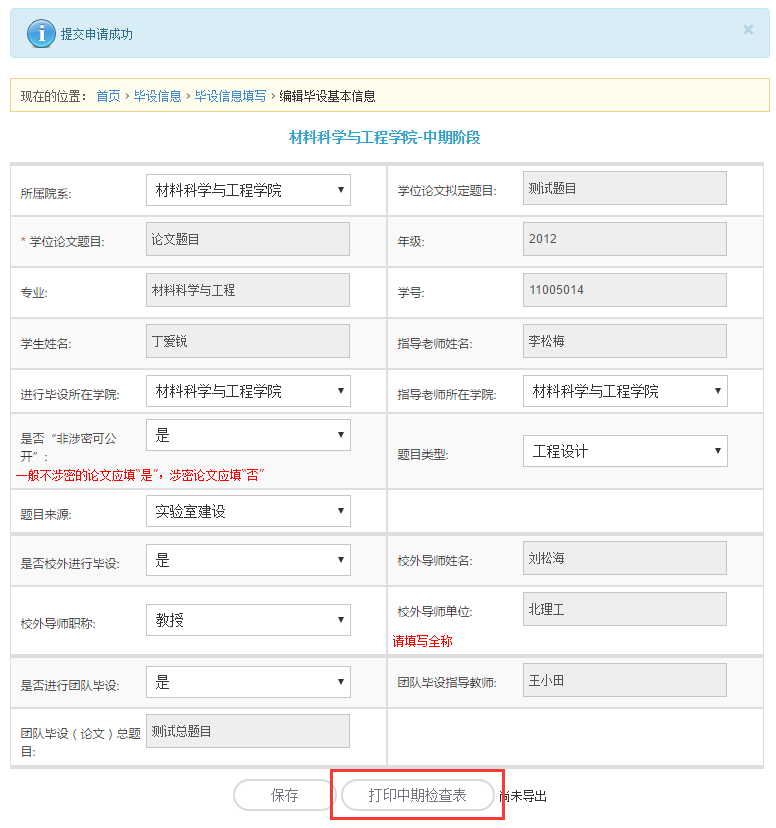 提交申请成功
×
现在的位置： 首页 › 毕设信息 › 毕设信息填写 › 编辑毕设基本信息
材料科学与工程学院-中期阶段
所属院系: 材料科学与工程学院 学位论文拟定题目: 测试题目
* 学位论文题目: 论文题目 年级: 2012
专业: 材料科学与工程 学号: 11005014
学生姓名: 丁爱锐 指导老师姓名: 李松梅
进行毕设所在学院: 材料科学与工程学院 指导老师所在学院: 材料科学与工程学院
是否“非涉密可公
开”: 是 题目类型: 工程设计
一般不涉密的论文应填“是”，涉密论文应填“否”
题目来源: 实验室建设
是否校外进行毕设: 是 校外导师姓名: 刘松海
校外导师职称: 教授 校外导师单位: 北理工
请填写全称
是否进行团队毕设: 是 团队毕设指导教师: 王小田
团队毕设（论文）总题
目: 测试总题目
保存 打印中期检查表 尚未导出